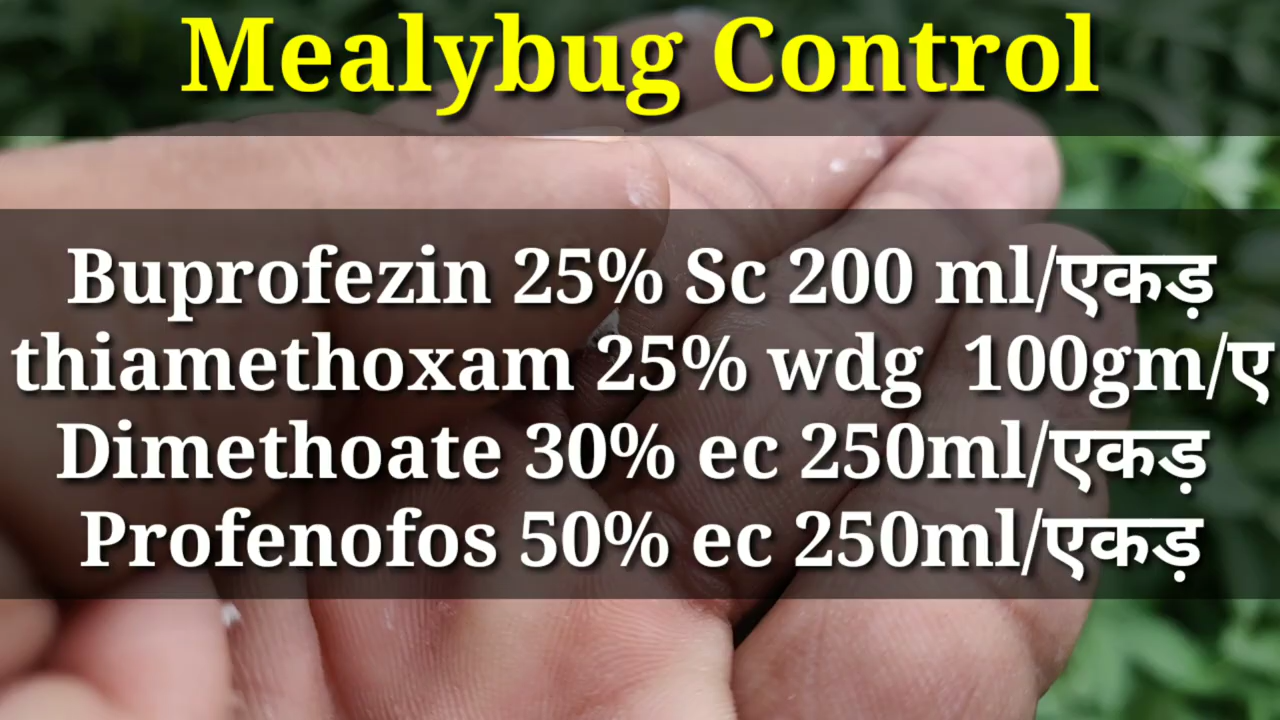 Mealybug Control
Buprofezin 25% Sc 200 ml/एकड़
thiamethoxam 25% wdg 100gm/ए
Dimethoate 30% ec 250ml/एकड़
Profenofos 50% ec 250ml/एकड़